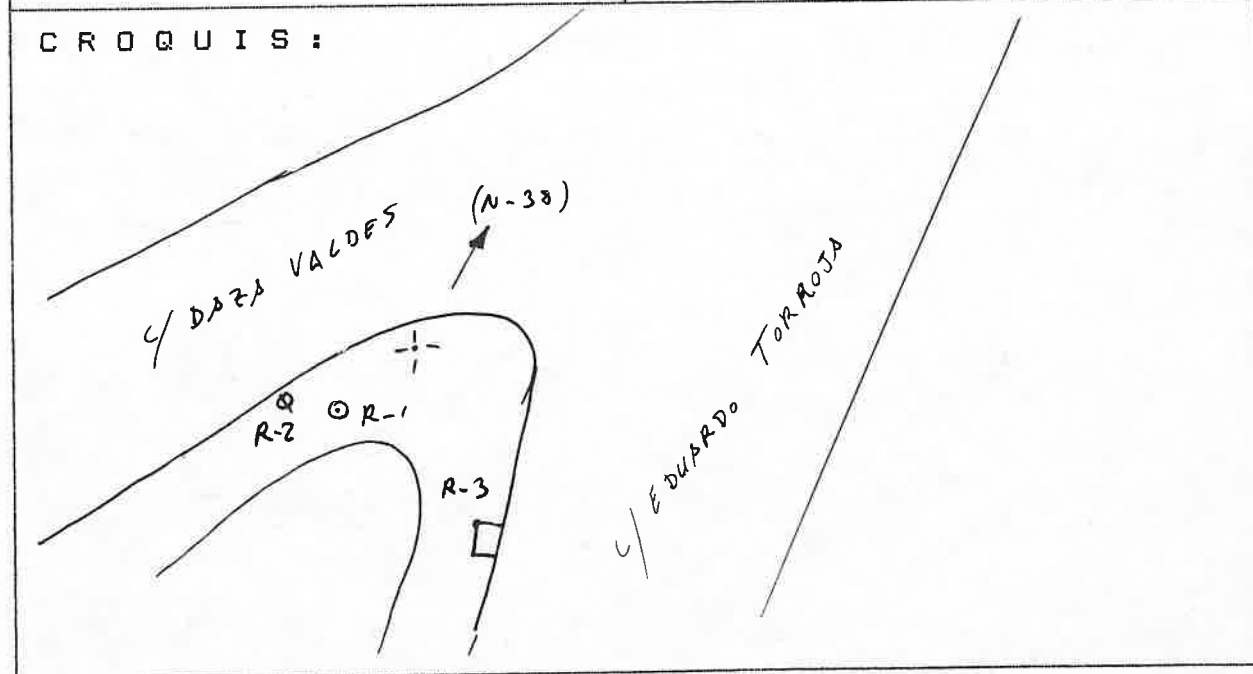 CROQUIS:
(N-38)
C/ DAZA VALDES
C/ EDUARDO TORROJA
R-2
R-1
R-3